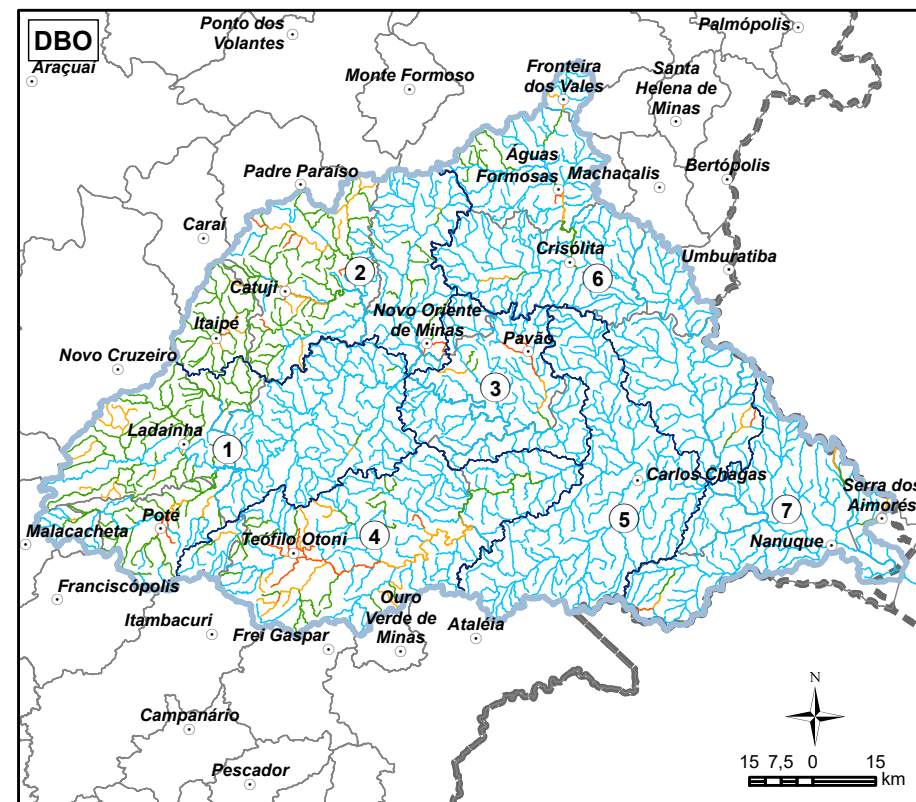 DBO
Ponto dos
Volantes
Palmópolis
Araçuaí
Monte Formoso
Fronteira
dos Vales
Santa
Helena de
Minas
Padre Paraíso
Águas
Formosas
Machacalis
Bertópolis
Caraí
Crisólita
Umburatiba
2
6
Catuji
Itaipé
Novo Oriente
de Minas
Pavão
Novo Cruzeiro
3
Ladainha
1
Carlos Chagas
Serra dos
Aimorés
Malacacheta
Poté
Teófilo Otoni
4
5
7
Nanuque
Franciscópolis
Itambacuri
Frei Gaspar
Ouro
Verde de
Minas
Ataléia
N
Campanário
Pescador
15 7,5 0 15
km